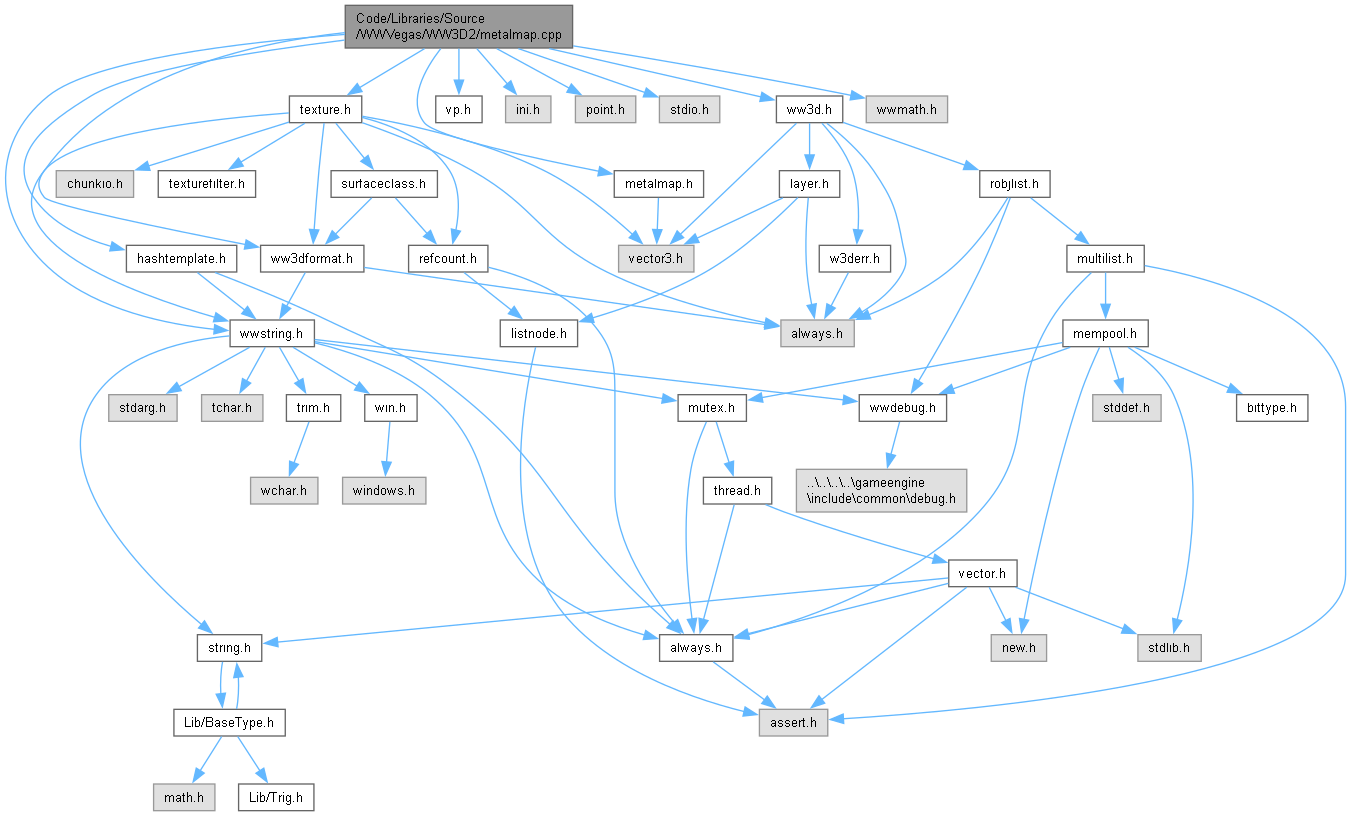 Code/Libraries/Source
/WWVegas/WW3D2/metalmap.cpp
texture.h
vp.h
ini.h
point.h
stdio.h
ww3d.h
wwmath.h
chunkio.h
texturefilter.h
surfaceclass.h
metalmap.h
layer.h
robjlist.h
hashtemplate.h
ww3dformat.h
refcount.h
vector3.h
w3derr.h
multilist.h
wwstring.h
listnode.h
always.h
mempool.h
stdarg.h
tchar.h
trim.h
win.h
mutex.h
wwdebug.h
stddef.h
bittype.h
wchar.h
windows.h
thread.h
..\..\..\..\gameengine
\include\common\debug.h
vector.h
string.h
always.h
new.h
stdlib.h
Lib/BaseType.h
assert.h
math.h
Lib/Trig.h